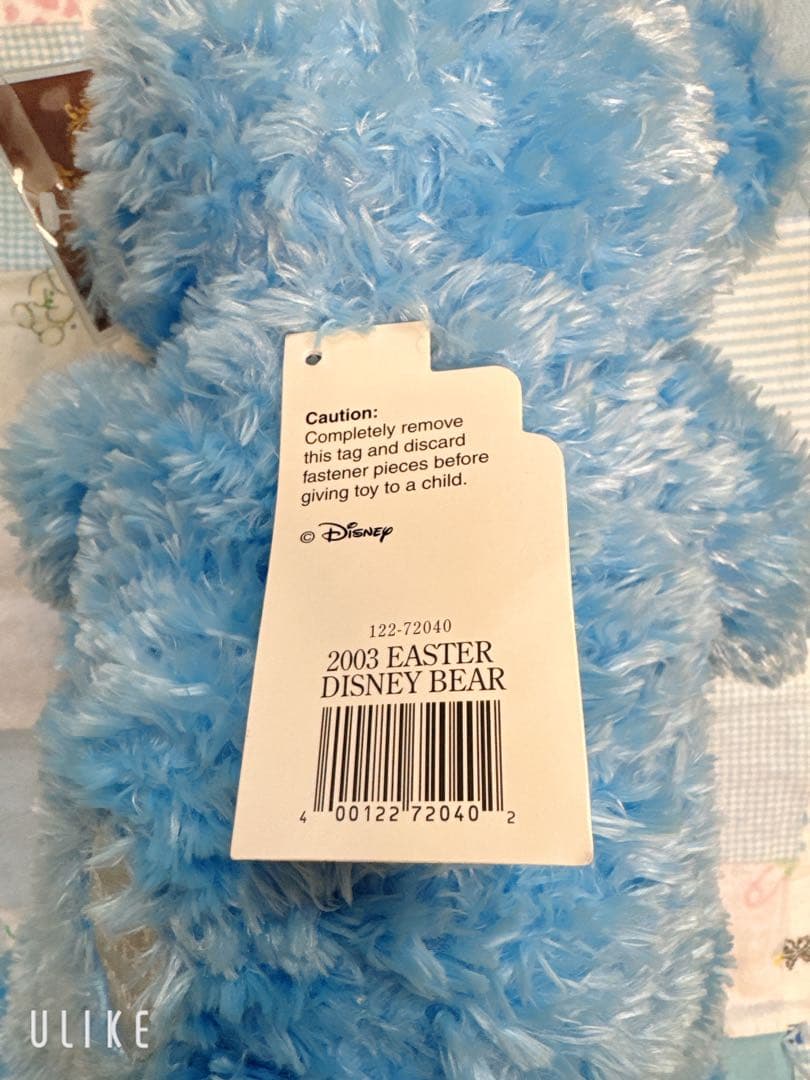 Caution:
Completely remove
this tag and discard
fastener pieces before
giving toy to a child.
© Disney
122-72040
2003 EASTER
DISNEY BEAR
4 00122 72040 2
ULIKE